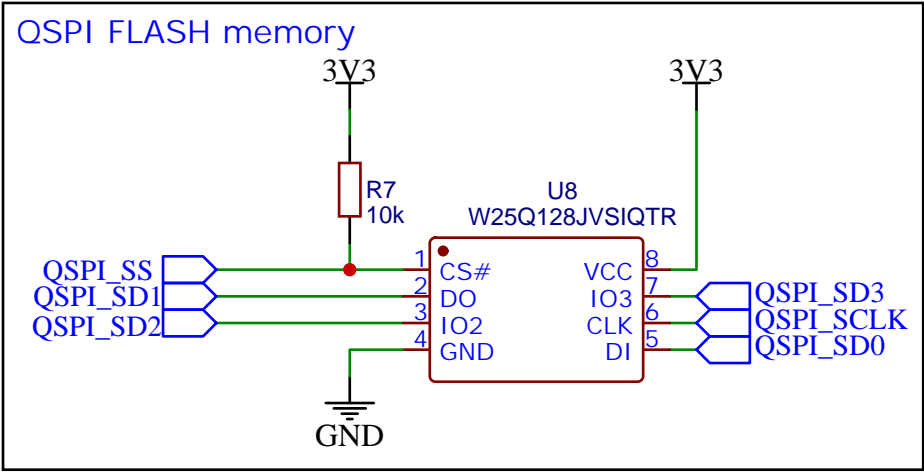 QSPI FLASH memory
3V3
3V3
R7
10k
U8
W25Q128JVSIQTR
QSPI_SS
1
CS#
VCC
8
QSPI_SD1
2
DO
IO3
7
QSPI_SD3
QSPI_SD2
3
IO2
CLK
6
QSPI_SCLK
4
GND
DI
5
QSPI_SD0
GND